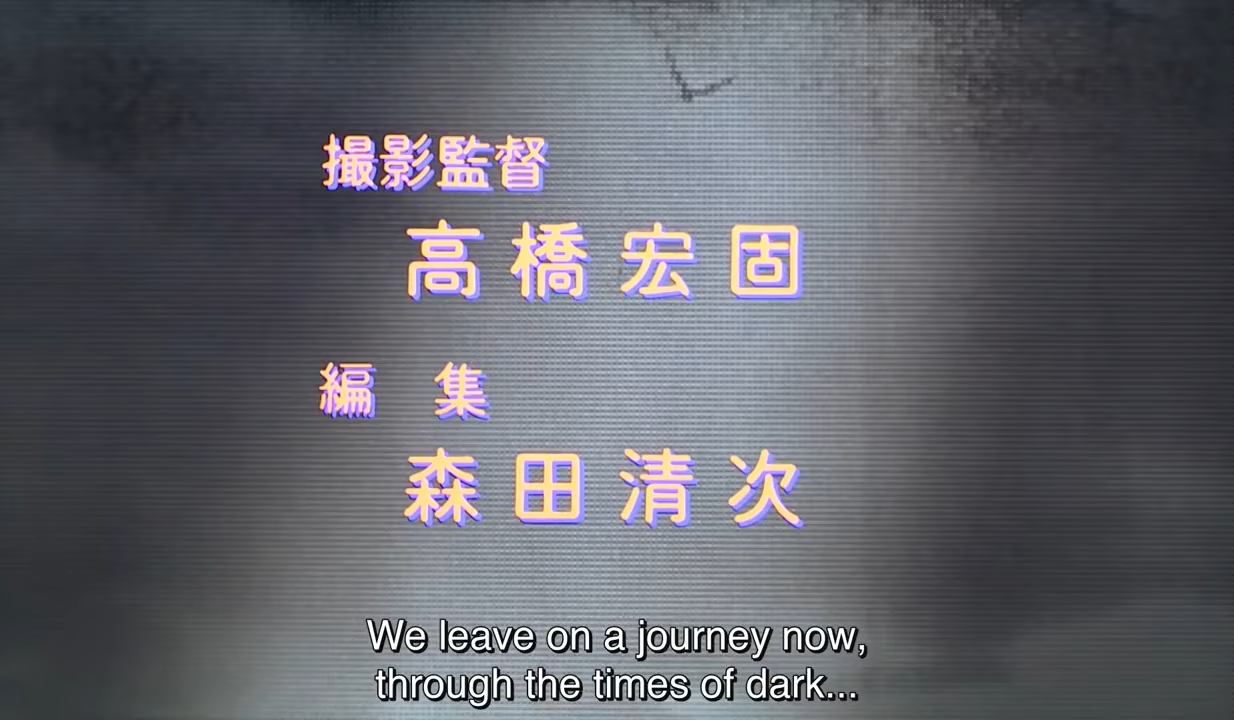 撮影監督
高橋宏固
編 集
森田清次
We leave on a journey now,
through the times of dark...